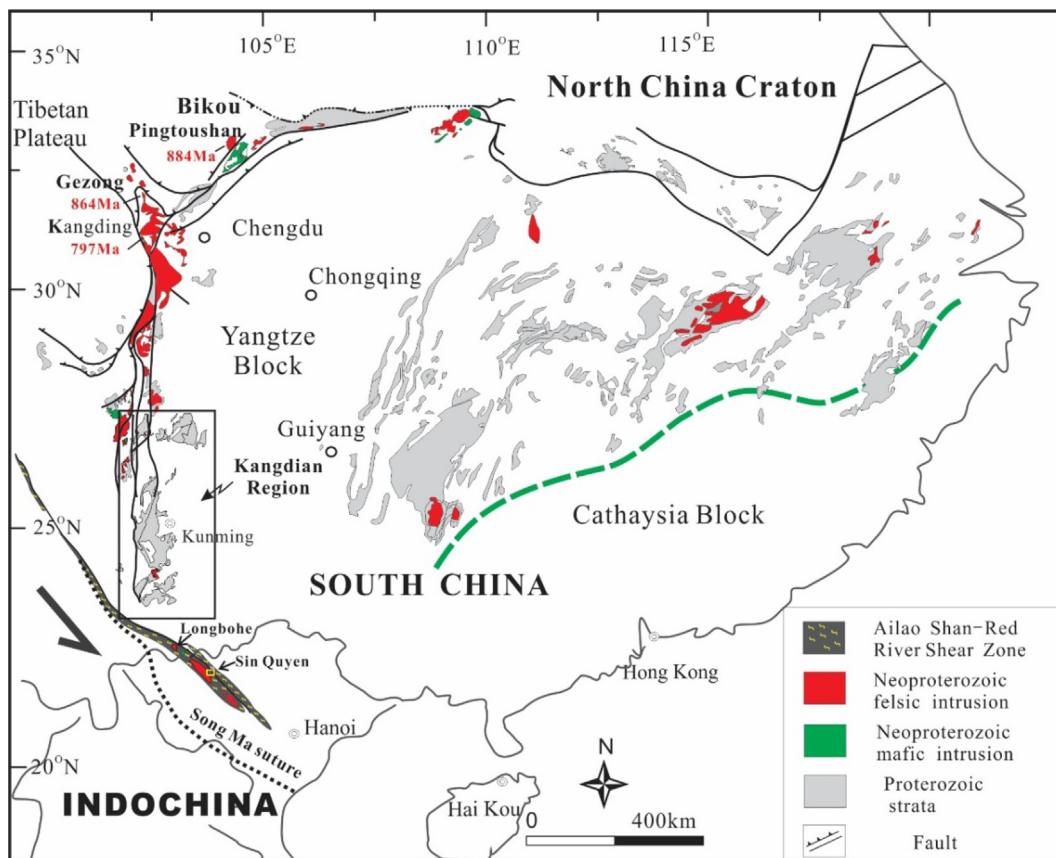 105°E
110°E
115°E
35°N
North China Craton
Tibetan
Plateau
Bikou
Pingtoushan
884Ma
Gezong
864Ma
Kangding
797Ma
Chengdu
Chongqing
30°N
Yangtze
Block
Guiyang
Kangdian
Region
Cathaysia Block
25°N
Kunming
SOUTH CHINA
Longbohe
Sin Quyen
Hong Kong
Hanoi
Song Ma suture
20°N
INDOCHINA
Hai Kou
N
0
400km
Ailao Shan-Red
River Shear Zone
Neoproterozoic
felsic intrusion
Neoproterozoic
mafic intrusion
Proterozoic
strata
Fault